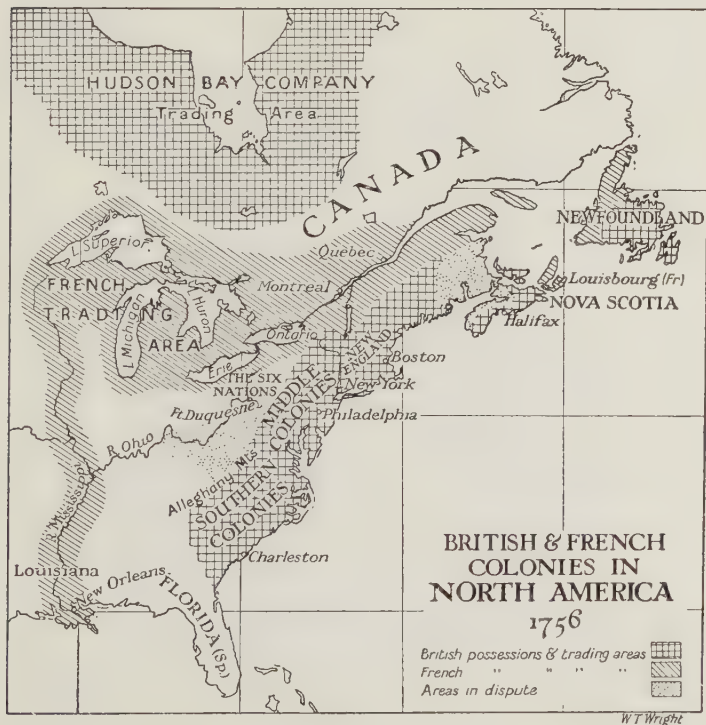 HUDSON BAY COMPANY
Trading Area
CANADA
NEWFOUNDLAND
L Superior
Quebec
FRENCH
Montreal
Louisbourg (Fr)
NOVA SCOTIA
TRADTNG
L Michigan
L Huron
AREA
Ontario
Halifax
NEW
ENGLAND
Boston
Erie
THE SIX
NATIONS
New York
MIDDLE
COLONIES
Ft Duquesne
Philadelphia
R. Ohio
Alleghany Mts
SOUTHERN
COLONIES
R. Mississippi
Charleston
Louisiana
New Orleans
FLORIDA (Sp.)
BRITISH & FRENCH
COLONIES IN
NORTH AMERICA
1756
British possessions & trading areas
French " " " "
Areas in dispute
W T Wright